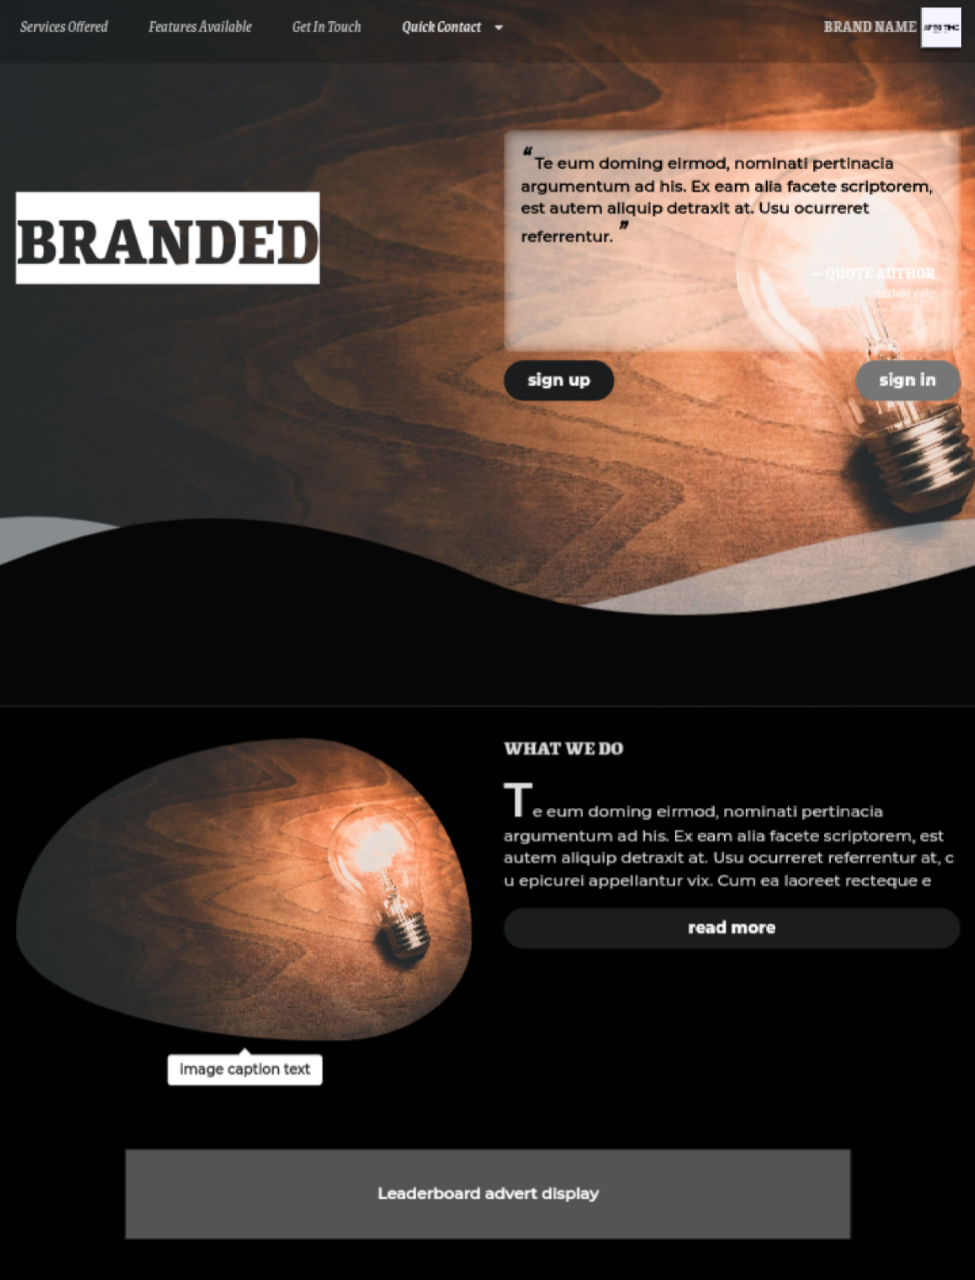 Services Offered Features Available Get In Touch Quick Contact BRAND NAME
BRANDED
“Te eum doming eirmod, nominati pertinacia
argumentum ad his. Ex eam alia facete scriptorem,
est autem aliquip detraxit at. Usu ocurreret
referrentur. ”
— QUOTE AUTHOR
author role
sign up
sign in
WHAT WE DO
Te eum doming eirmod, nominati pertinacia
argumentum ad his. Ex eam alia facete scriptorem, est
autem aliquip detraxit at. Usu ocurreret referrentur at, c
u epicurei appellantur vix. Cum ea laoreet recteque e
read more
image caption text
Leaderboard advert display